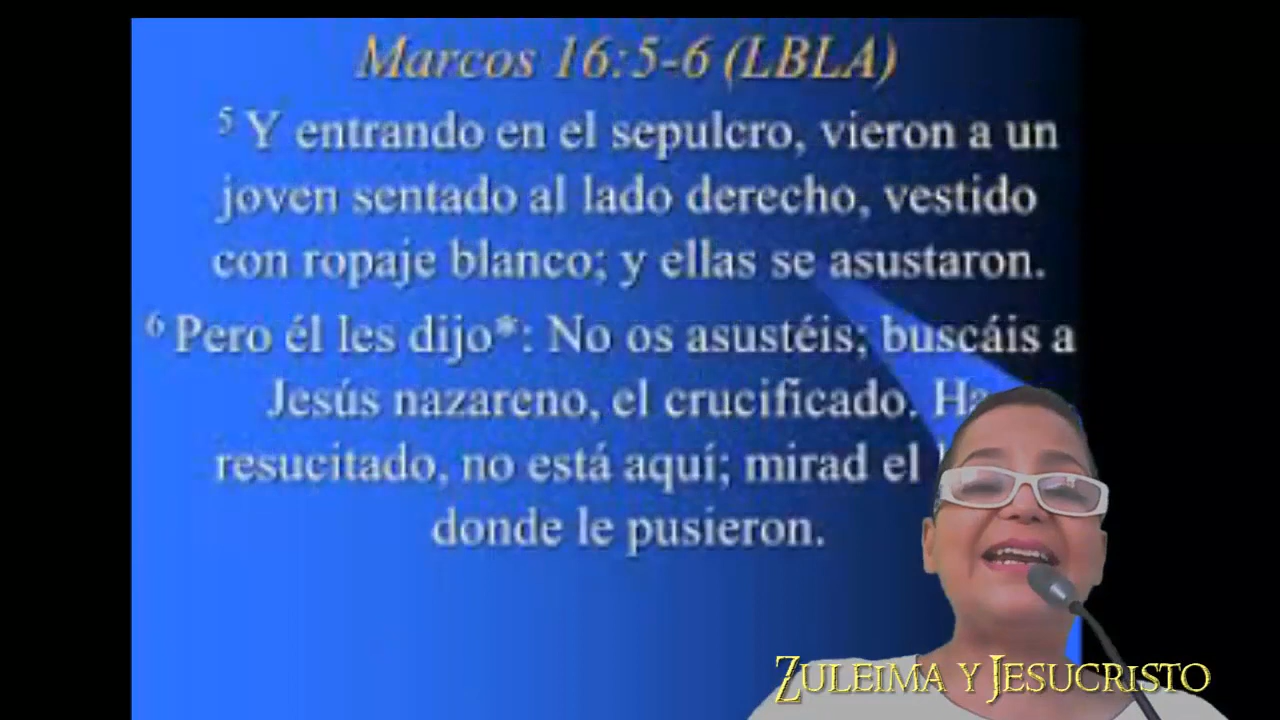 Marcos 16:5-6 (LBLA)
5 Y entrando en el sepulcro, vieron a un
joven sentado al lado derecho, vestido
con ropaje blanco; y ellas se asustaron.
6 Pero él les dijo*: No os asustéis; buscáis a
Jesús nazareno, el crucificado. Ha
resucitado, no está aquí; mirad el
donde le pusieron.
Zuleima y Jesucristo